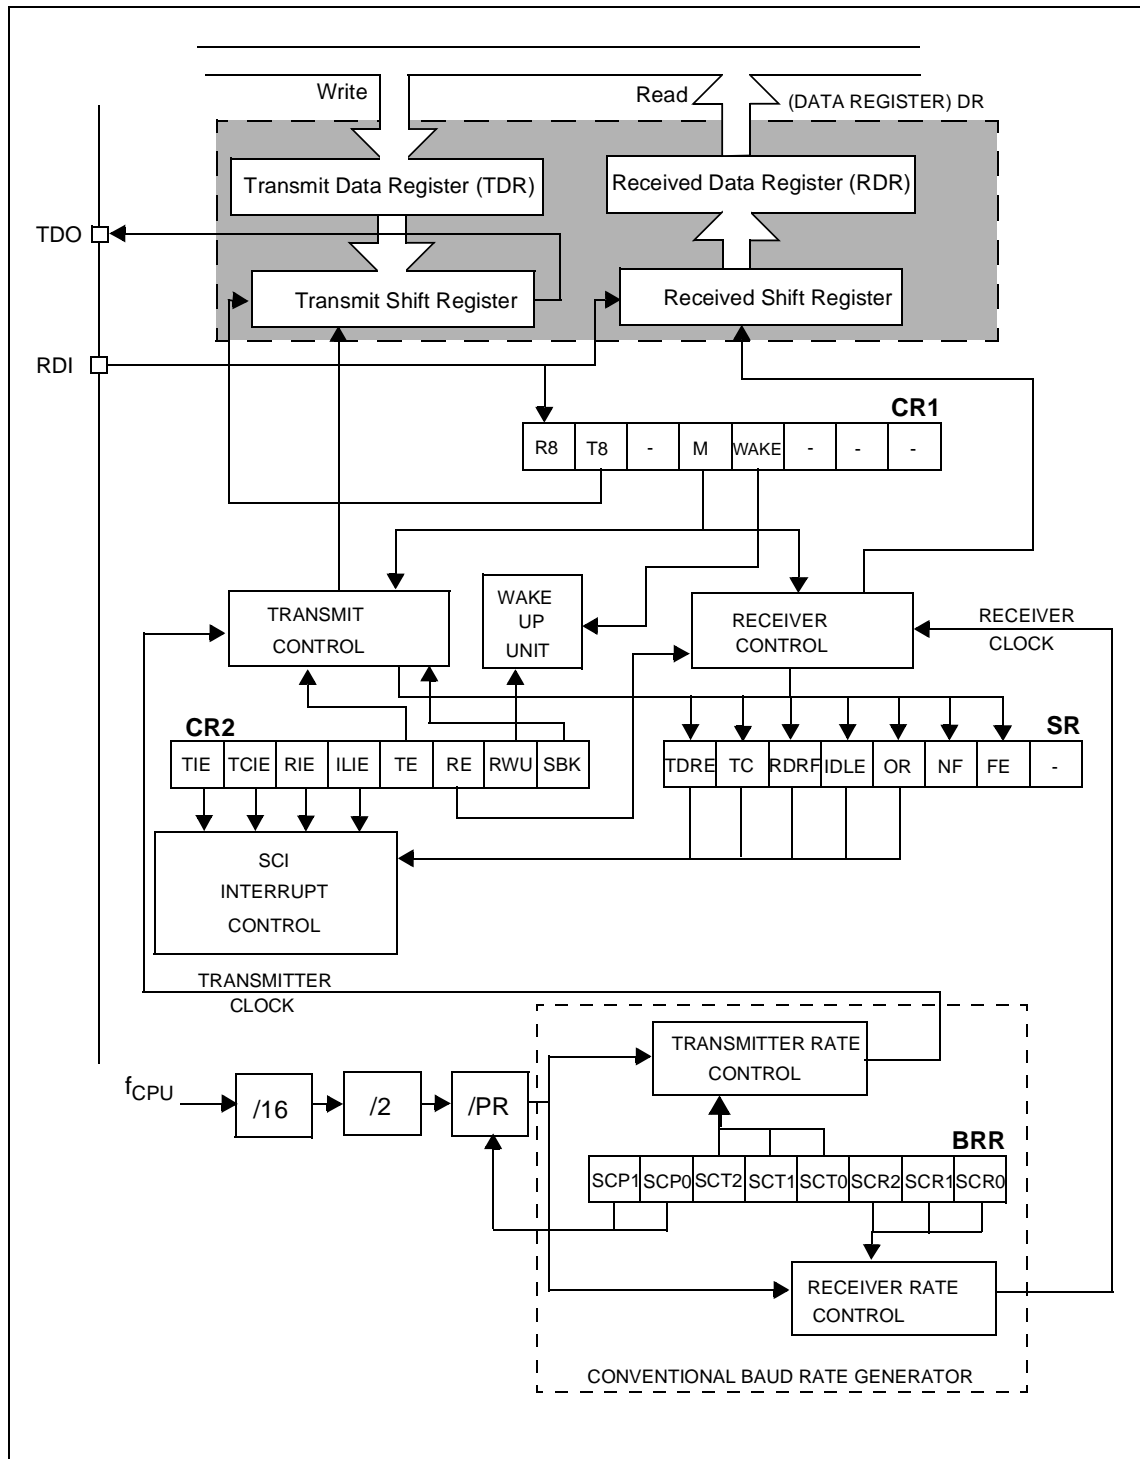 Write
Read
(DATA REGISTER) DR
Transmit Data Register (TDR)
Received Data Register (RDR)
TDO
Transmit Shift Register
Received Shift Register
RDI
CR1
R8 T8 - M WAKE - - -
TRANSMIT
CONTROL
WAKE
UP
UNIT
RECEIVER
CONTROL
RECEIVER
CLOCK
CR2
SR
TIE TCIE RIE ILIE TE RE RWU SBK
TDRE TC RDRF IDLE OR NF FE -
SCI
INTERRUPT
CONTROL
TRANSMITTER
CLOCK
TRANSMITTER RATE
CONTROL
fCPU
/16
/2
/PR
BRR
SCP1 SCP0 SCT2 SCT1 SCT0 SCR2 SCR1 SCR0
RECEIVER RATE
CONTROL
CONVENTIONAL BAUD RATE GENERATOR